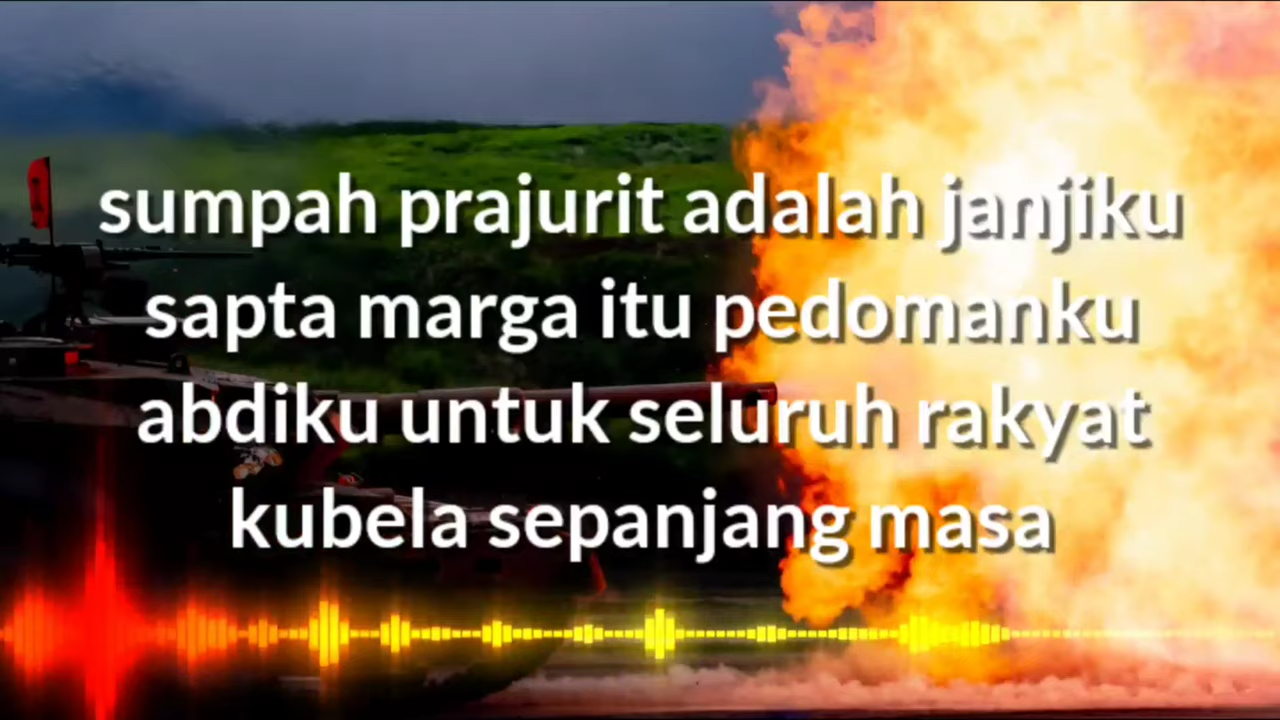 sumpah prajurit adalah janjiku
sapta marga itu pedomanku
abdiku untuk seluruh rakyat
kubela sepanjang masa